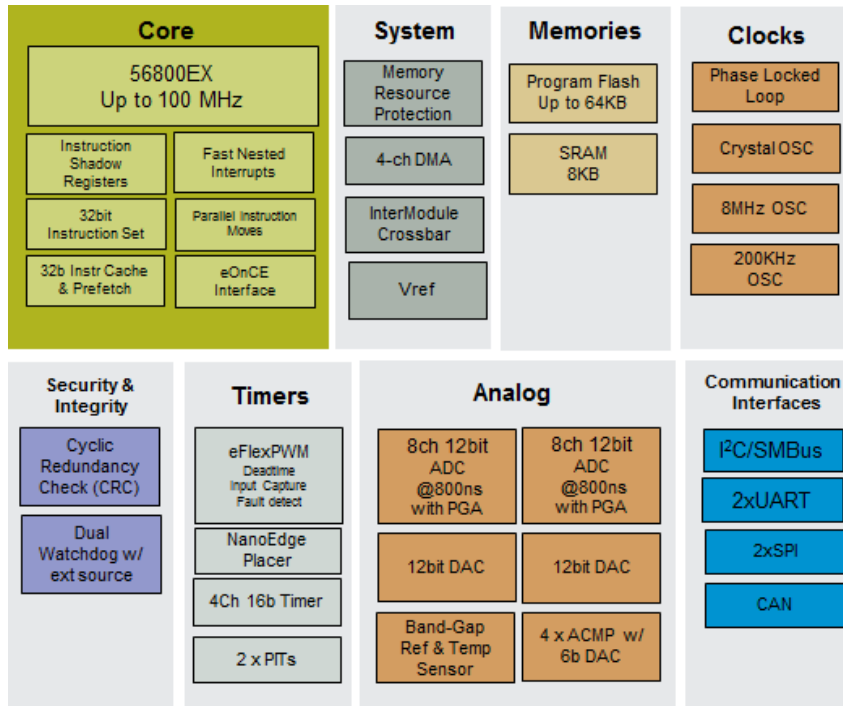 Core
56800EX
Up to 100 MHz
Instruction
Shadow
Registers
Fast Nested
Interrupts
32bit
Instruction Set
Parallel Instruction
Moves
32b Instr Cache
& Prefetch
eOnCE
Interface
System
Memory
Resource
Protection
4-ch DMA
InterModule
Crossbar
Vref
Memories
Program Flash
Up to 64KB
SRAM
8KB
Clocks
Phase Locked
Loop
Crystal OSC
8MHz OSC
200KHz
OSC
Security &
Integrity
Cyclic
Redundancy
Check (CRC)
Dual
Watchdog w/
ext source
Timers
eFlexPWM
Deadtime
Input Capture
Fault detect
NanoEdge
Placer
4Ch 16b Timer
2 x PITs
Analog
8ch 12bit
ADC
@800ns
with PGA
8ch 12bit
ADC
@800ns
with PGA
12bit DAC
12bit DAC
Band-Gap
Ref & Temp
Sensor
4 x ACMP w/
6b DAC
Communication
Interfaces
I²C/SMBus
2xUART
2xSPI
CAN